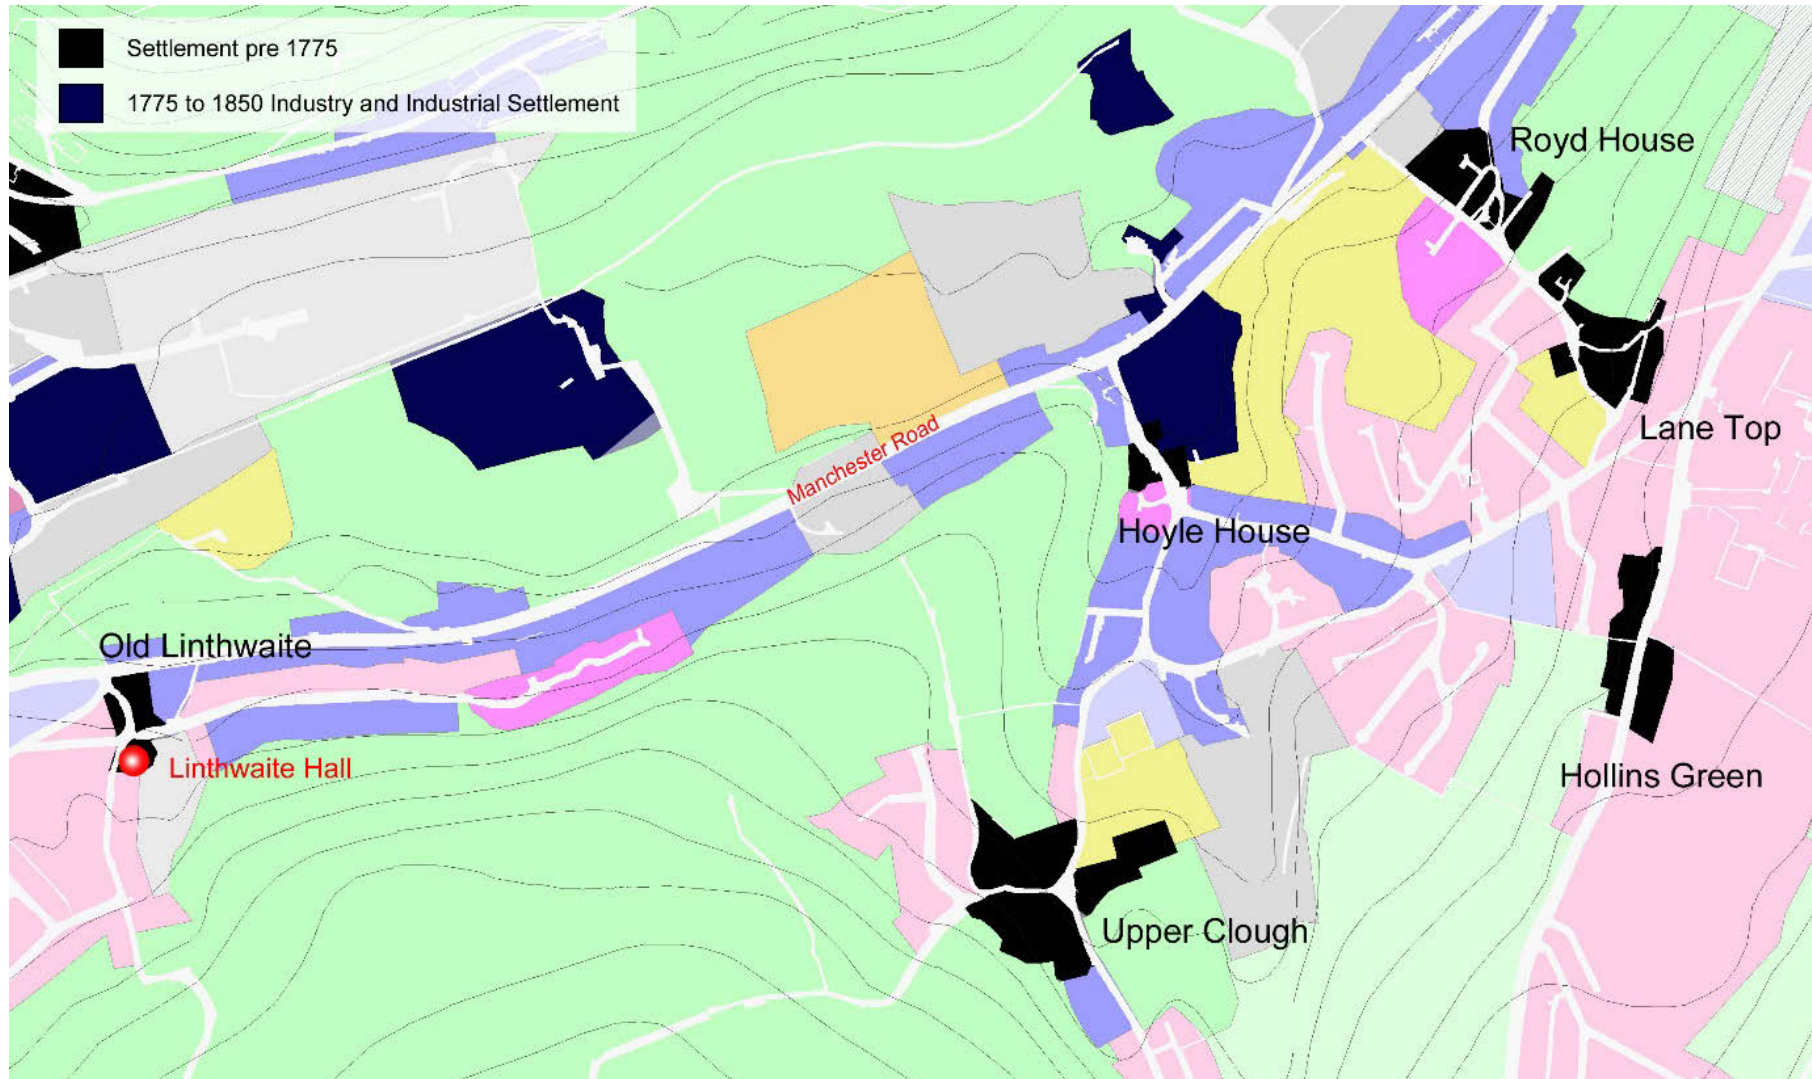 Settlement pre 1775
1775 to 1850 Industry and Industrial Settlement
Royd House
Lane Top
Manchester Road
Hoyle House
Old Linthwaite
Linthwaite Hall
Hollins Green
Upper Clough